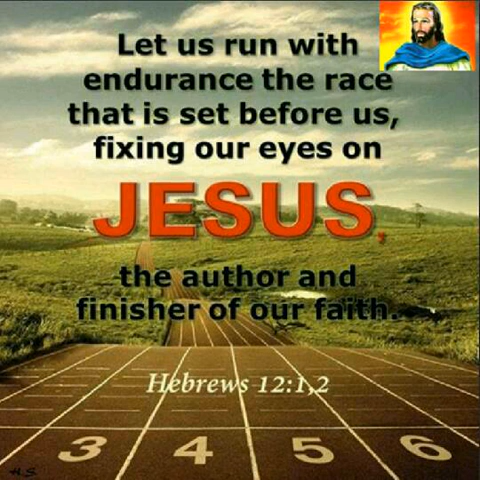 Let us run with
endurance the race
that is set before us,
fixing our eyes on
JESUS,
the author and
finisher of our faith.
Hebrews 12:1,2
3 4 5 6
H.S.